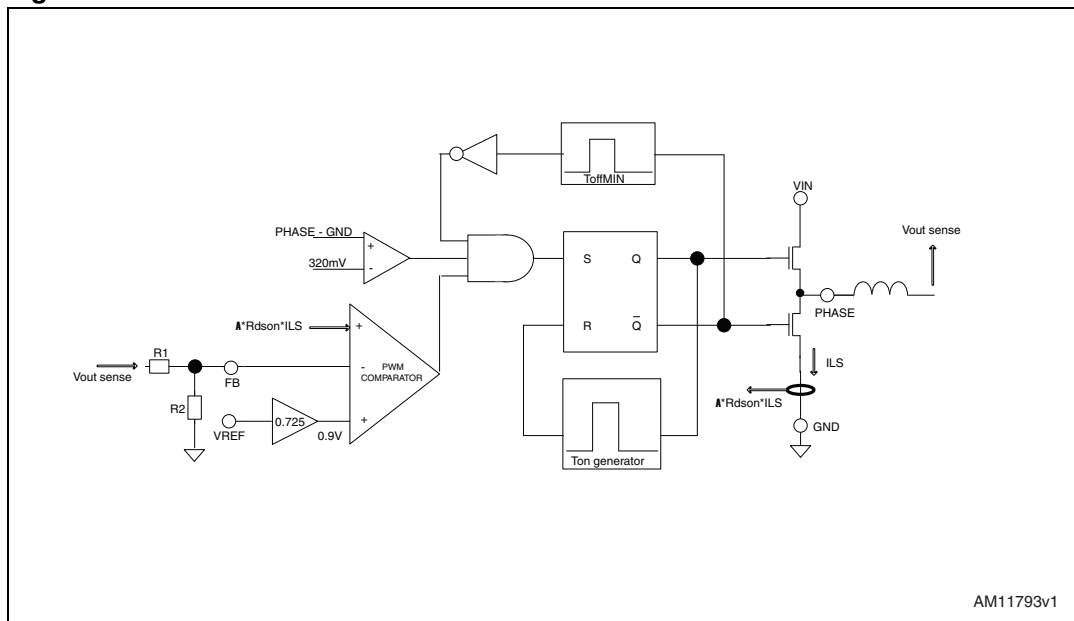 ToffMIN
VIN
Vout sense
PHASE - GND
+
320mV
-
S
Q
R
Q̅
PHASE
A*Rdson*ILS
+
PWM
COMPARATOR
-
+
Vout sense
R1
FB
R2
VREF
0.725
0.9V
Ton generator
ILS
A*Rdson*ILS
GND
AM11793v1